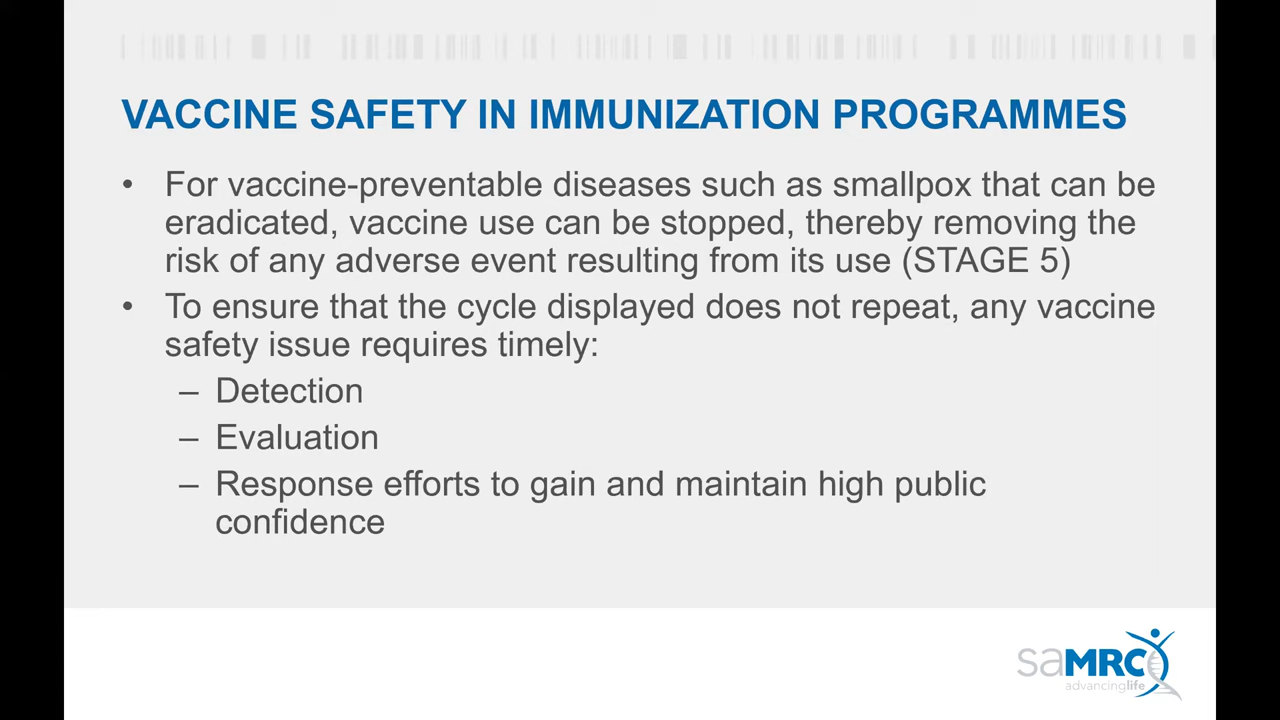 VACCINE SAFETY IN IMMUNIZATION PROGRAMMES
• For vaccine-preventable diseases such as smallpox that can be
eradicated, vaccine use can be stopped, thereby removing the
risk of any adverse event resulting from its use (STAGE 5)
• To ensure that the cycle displayed does not repeat, any vaccine
safety issue requires timely:
– Detection
– Evaluation
– Response efforts to gain and maintain high public
confidence
saMRC
advancinglife